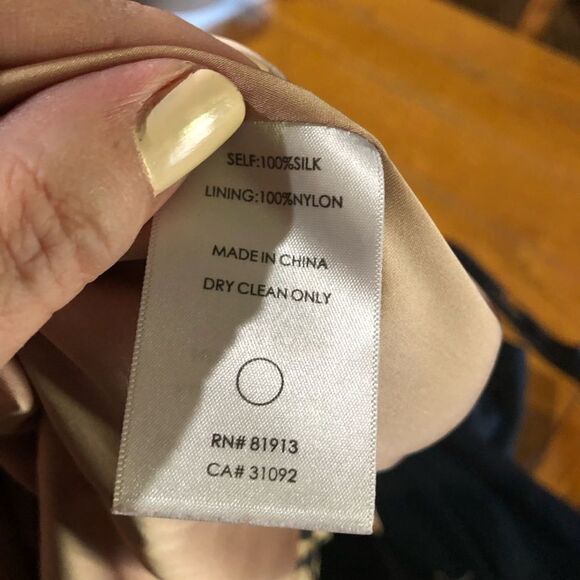 SELF:100%SILK
LINING:100%NYLON
MADE IN CHINA
DRY CLEAN ONLY
RN# 81913
CA# 31092